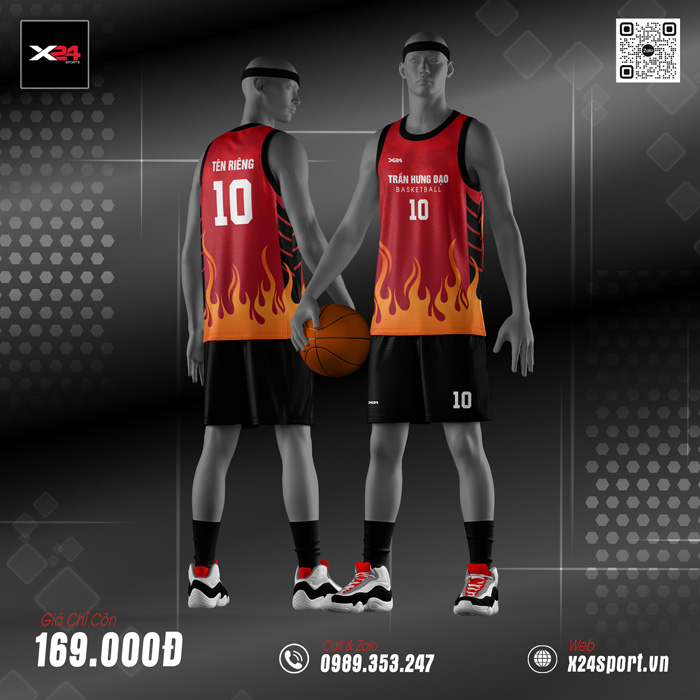 X24
SPORTS
Zalo
TÊN RIÊNG
10
X24
TRẦN HƯNG ĐẠO
BASKETBALL
10
X24
10
Giá Chỉ Còn
169.000Đ
Call & Zalo
0989.353.247
Web
x24sport.vn